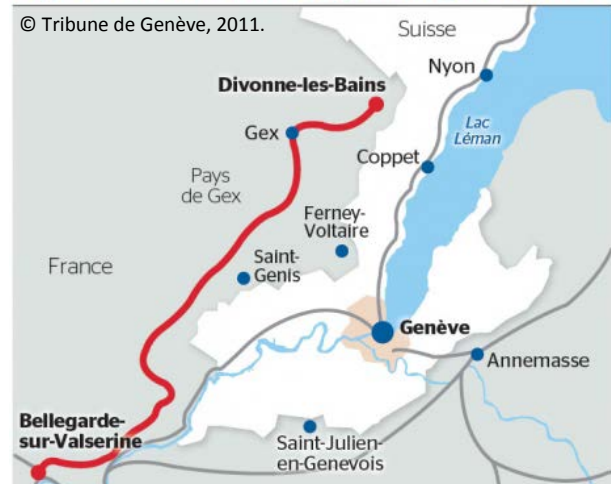 © Tribune de Genève, 2011.
Suisse
Nyon
Divonne-les-Bains
Lac
Léman
Gex
Coppet
Pays
de Gex
Ferney-
Voltaire
Saint-
Genis
France
Genève
Annemasse
Bellegarde-
sur-Valserine
Saint-Julien-
en-Genevois